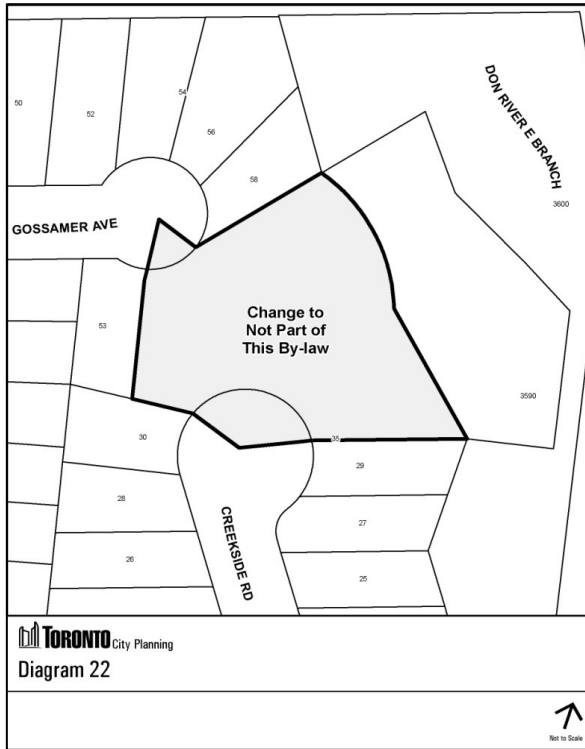 50
52
54
56
58
DON RIVER E BRANCH
3600
GOSSAMER AVE
53
Change to
Not Part of
This By-law
3590
30
35
29
28
27
26
25
CREEKSIDE RD
TORONTO City Planning
Diagram 22
Not to Scale